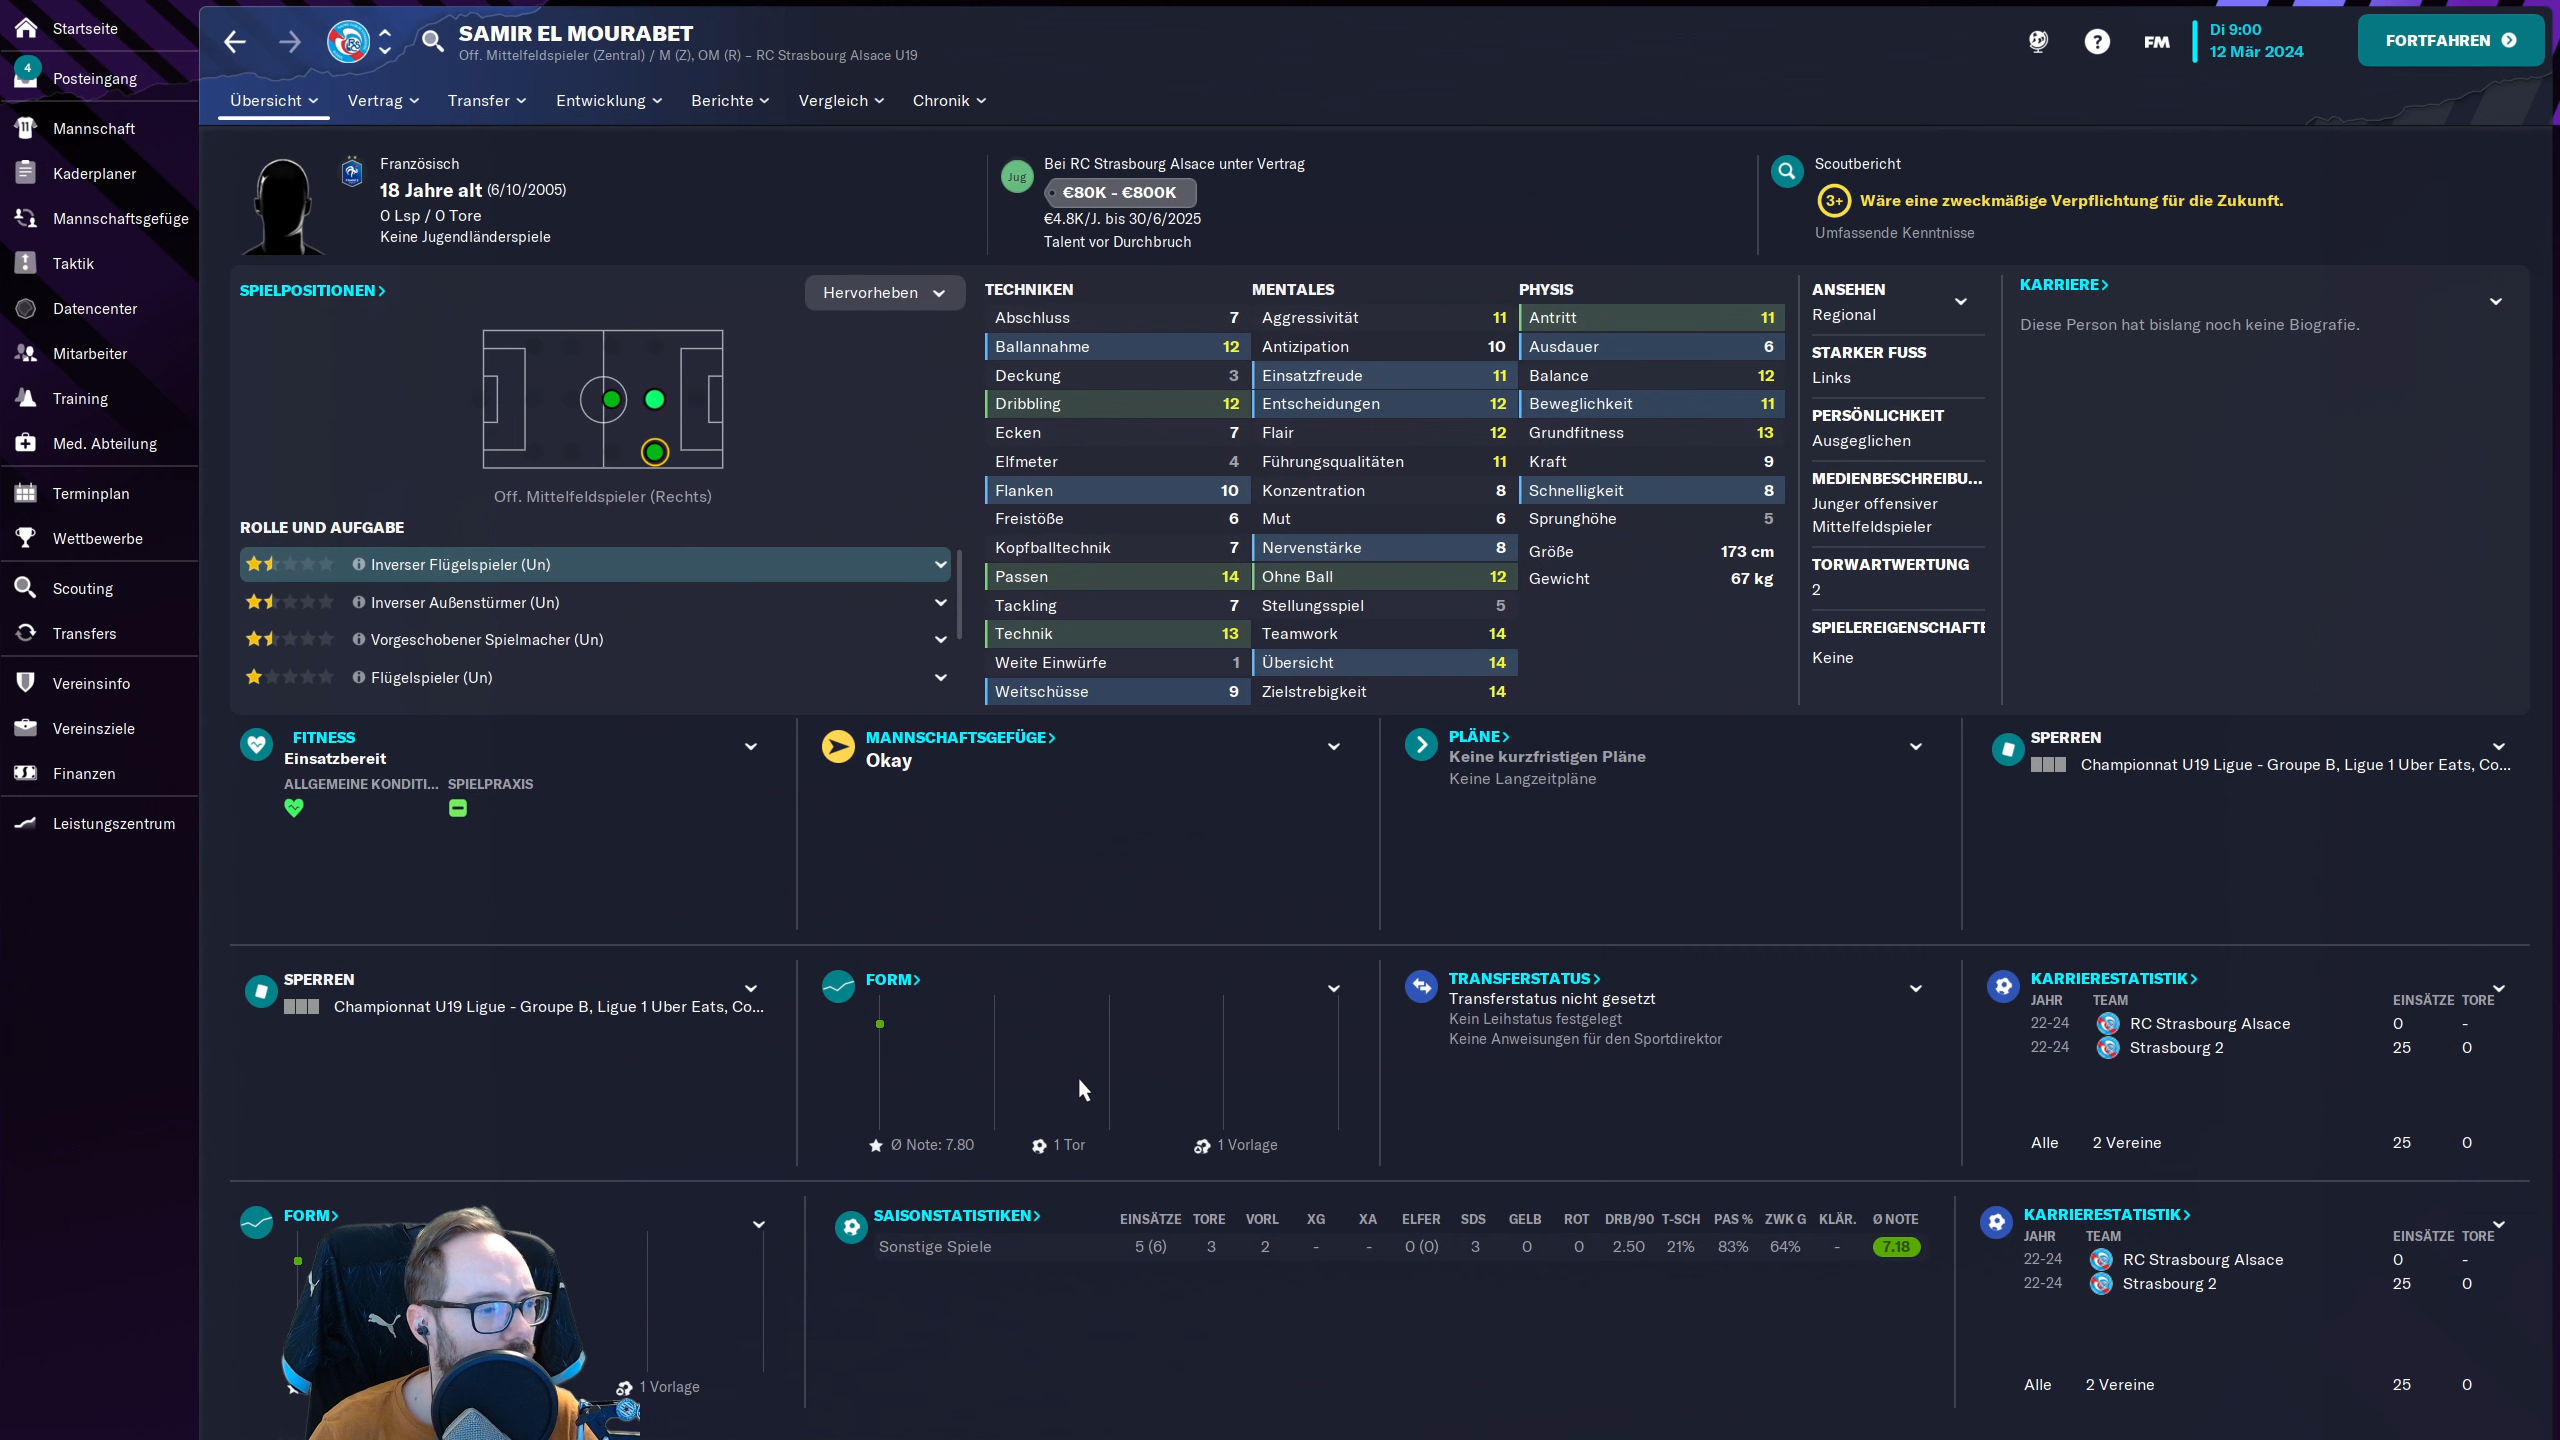 Startseite
4
Posteingang
Mannschaft
Kaderplaner
Mannschaftsgefüge
Taktik
Datencenter
Mitarbeiter
Training
Med. Abteilung
Terminplan
Wettbewerbe
Scouting
Transfers
Vereinsinfo
Vereinsziele
Finanzen
Leistungszentrum
SAMIR EL MOURABET
Off. Mittelfeldspieler (Zentral) / M (Z), OM (R) – RC Strasbourg Alsace U19
FM
Di 9:00
12 Mär 2024
FORTFAHREN
Übersicht Vertrag Transfer Entwicklung Berichte Vergleich Chronik
Französisch
18 Jahre alt (6/10/2005)
0 Lsp / 0 Tore
Keine Jugendländerspiele
Jug
Bei RC Strasbourg Alsace unter Vertrag
€80K - €800K
€4.8K/J. bis 30/6/2025
Talent vor Durchbruch
Scoutbericht
3+ Wäre eine zweckmäßige Verpflichtung für die Zukunft.
Umfassende Kenntnisse
SPIELPOSITIONEN
Hervorheben
Off. Mittelfeldspieler (Rechts)
ROLLE UND AUFGABE
Inverser Flügelspieler (Un)
Inverser Außenstürmer (Un)
Vorgeschobener Spielmacher (Un)
Flügelspieler (Un)
TECHNIKEN
Abschluss 7
Ballannahme 12
Deckung 3
Dribbling 12
Ecken 7
Elfmeter 4
Flanken 10
Freistöße 6
Kopfballtechnik 7
Passen 14
Tackling 7
Technik 13
Weite Einwürfe 1
Weitschüsse 9
MENTALES
Aggressivität 11
Antizipation 10
Einsatzfreude 11
Entscheidungen 12
Flair 12
Führungsqualitäten 11
Konzentration 8
Mut 6
Nervenstärke 8
Ohne Ball 12
Stellungsspiel 5
Teamwork 14
Übersicht 14
Zielstrebigkeit 14
PHYSIS
Antritt 11
Ausdauer 6
Balance 12
Beweglichkeit 11
Grundfitness 13
Kraft 9
Schnelligkeit 8
Sprunghöhe 5
Größe 173 cm
Gewicht 67 kg
ANSEHEN
Regional
STARKER FUSS
Links
PERSÖNLICHKEIT
Ausgeglichen
MEDIENBESCHREIBU...
Junger offensiver
Mittelfeldspieler
TORWARTWERTUNG
2
SPIELEREIGENSCHAFTE
Keine
KARRIERE
Diese Person hat bislang noch keine Biografie.
FITNESS
Einsatzbereit
ALLGEMEINE KONDITI... SPIELPRAXIS
MANNSCHAFTSGEFÜGE
Okay
PLÄNE
Keine kurzfristigen Pläne
Keine Langzeitpläne
SPERREN
Championnat U19 Ligue - Groupe B, Ligue 1 Uber Eats, Co...
SPERREN
Championnat U19 Ligue - Groupe B, Ligue 1 Uber Eats, Co...
FORM
Ø Note: 7.80 1 Tor 1 Vorlage
TRANSFERSTATUS
Transferstatus nicht gesetzt
Kein Leihstatus festgelegt
Keine Anweisungen für den Sportdirektor
KARRIERESTATISTIK
JAHR TEAM EINSÄTZE TORE
22-24 RC Strasbourg Alsace 0 -
22-24 Strasbourg 2 25 0
Alle 2 Vereine 25 0
FORM
1 Vorlage
SAISONSTATISTIKEN EINSÄTZE TORE VORL XG XA ELFER SDS GELB ROT DRB/90 T-SCH PAS % ZWK G KLÄR. Ø NOTE
Sonstige Spiele 5 (6) 3 2 - - 0 (0) 3 0 0 2.50 21% 83% 64% - 7.18
KARRIERESTATISTIK
JAHR TEAM EINSÄTZE TORE
22-24 RC Strasbourg Alsace 0 -
22-24 Strasbourg 2 25 0
Alle 2 Vereine 25 0